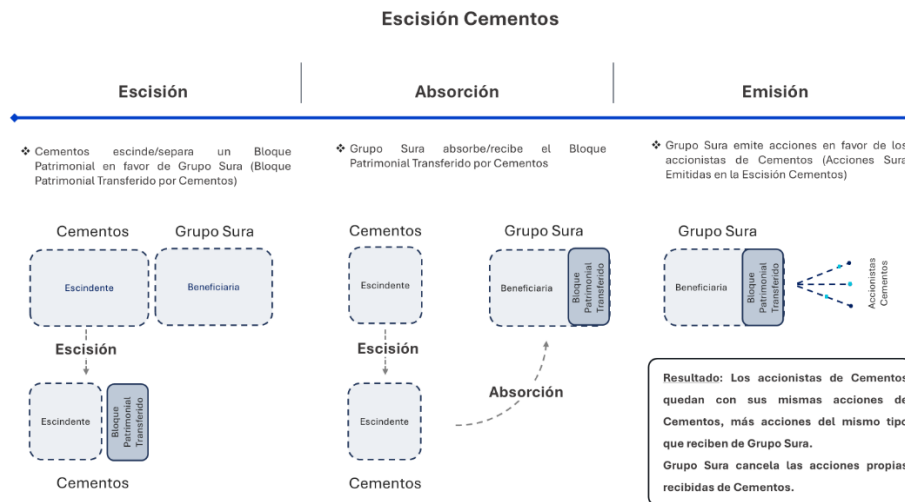 Escisión Cementos
Escisión
Absorción
Emisión
❖ Cementos escinde/separa un Bloque
Patrimonial en favor de Grupo Sura (Bloque
Patrimonial Transferido por Cementos)
❖ Grupo Sura absorbe/recibe el Bloque
Patrimonial Transferido por Cementos
❖ Grupo Sura emite acciones en favor de los
accionistas de Cementos (Acciones Sura
Emitidas en la Escisión Cementos)
Cementos
Grupo Sura
Escindente
Beneficiaria
Escisión
Escindente
Bloque
Patrimonial
Transferido
Cementos
Cementos
Grupo Sura
Escindente
Beneficiaria
Bloque
Patrimonial
Transferido
Escisión
Absorción
Escindente
Cementos
Grupo Sura
Beneficiaria
Bloque
Patrimonial
Transferido
Accionistas
Cementos
Resultado: Los accionistas de Cementos
quedan con sus mismas acciones de
Cementos, más acciones del mismo tipo
que reciben de Grupo Sura.
Grupo Sura cancela las acciones propias
recibidas de Cementos.